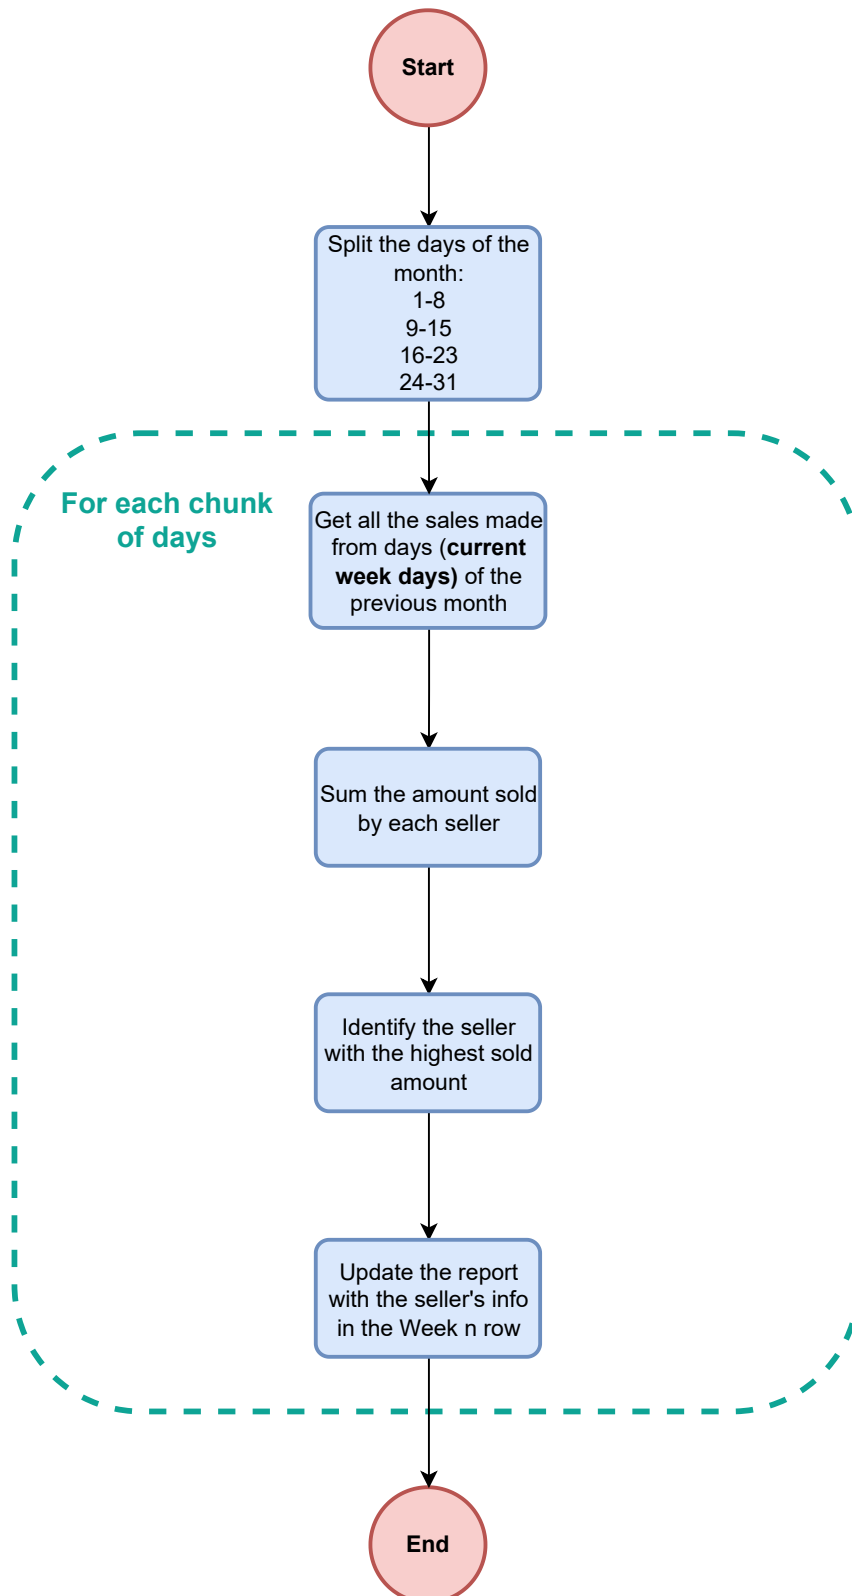 Start
Split the days of the
month:
1-8
9-15
16-23
24-31
For each chunk
of days
Get all the sales made
from days (current
week days) of the
previous month
Sum the amount sold
by each seller
Identify the seller
with the highest sold
amount
Update the report
with the seller's info
in the Week n row
End